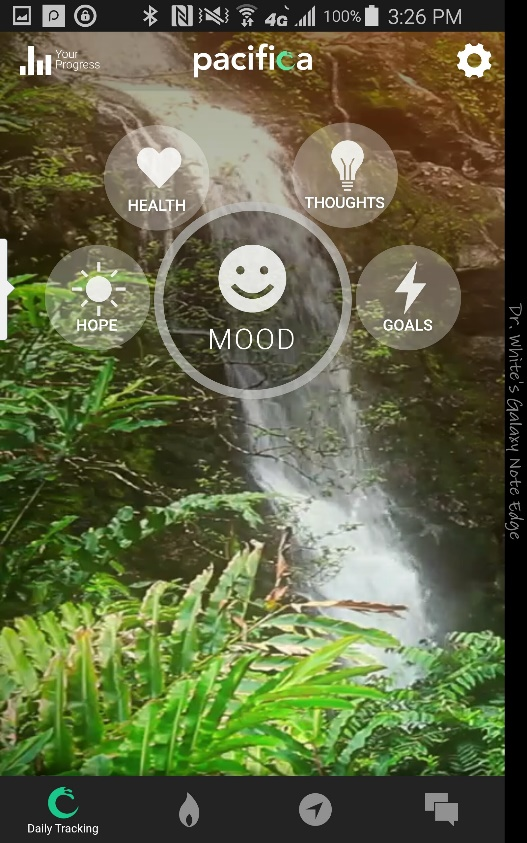 4G 100% 3:26 PM
Your
Progress
pacifica
HEALTH
THOUGHTS
HOPE
MOOD
GOALS
Dr. White's Galaxy Note Edge
Daily Tracking